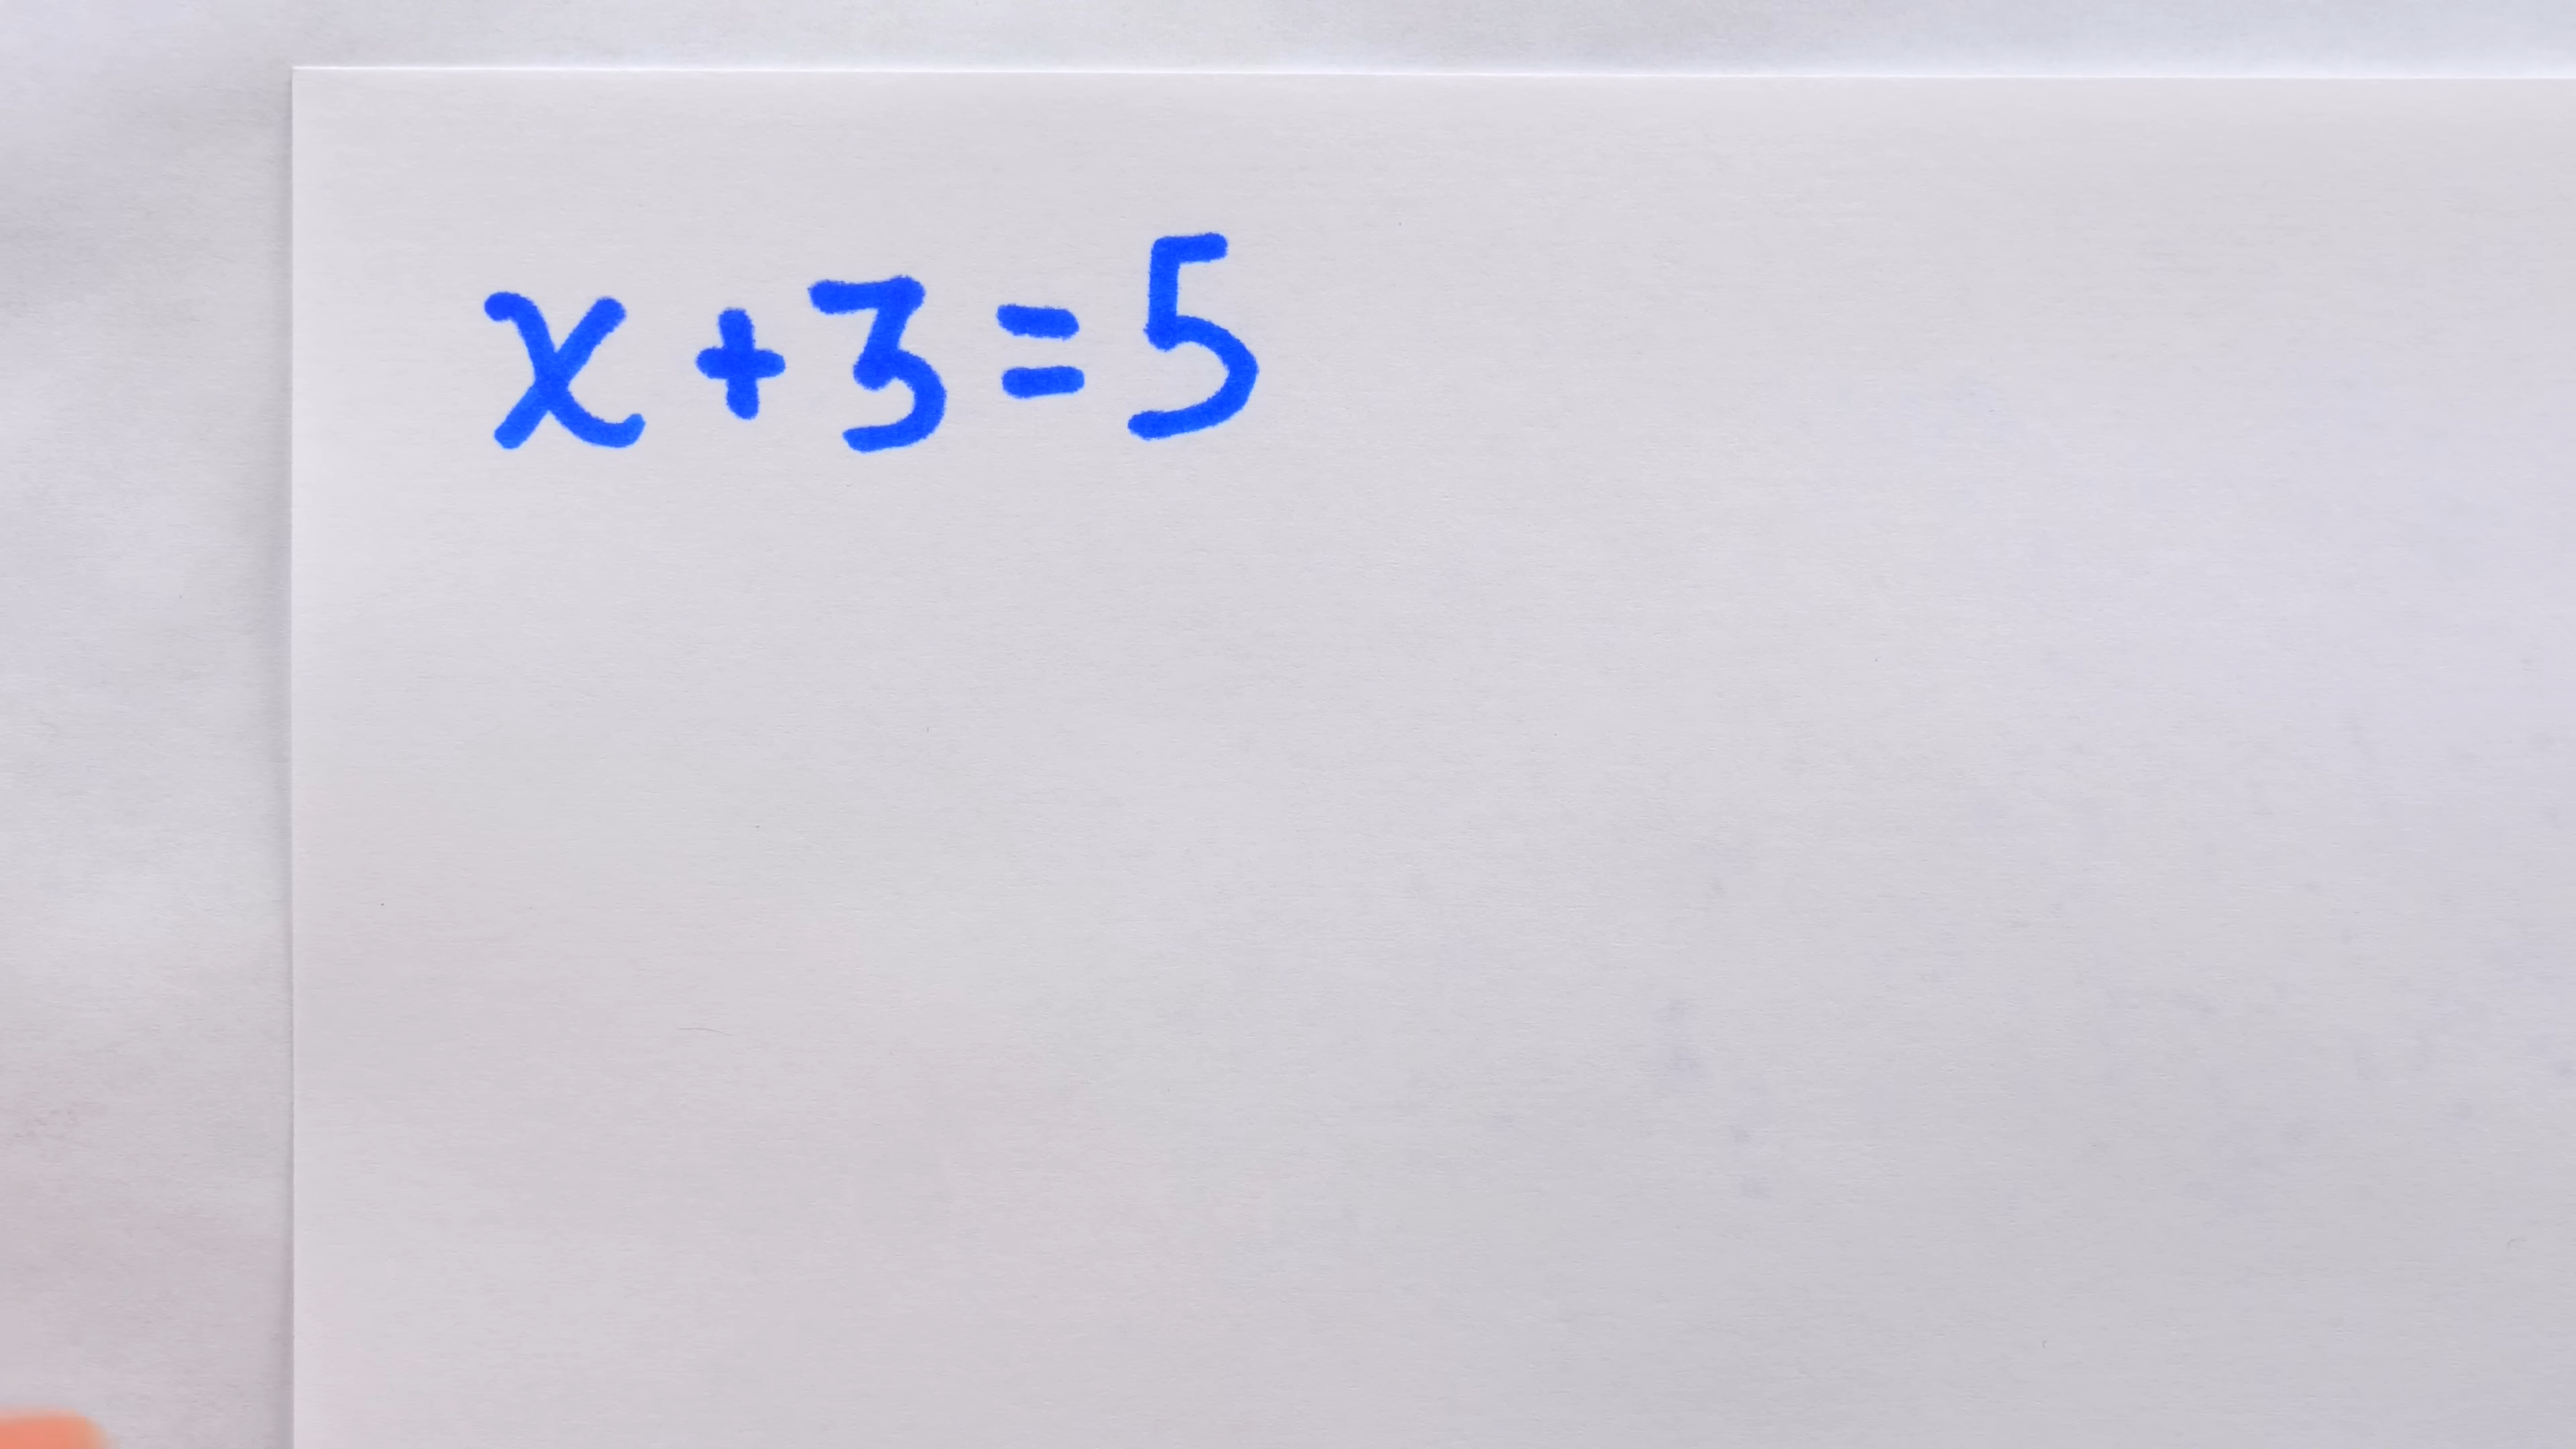 x + 3 = 5